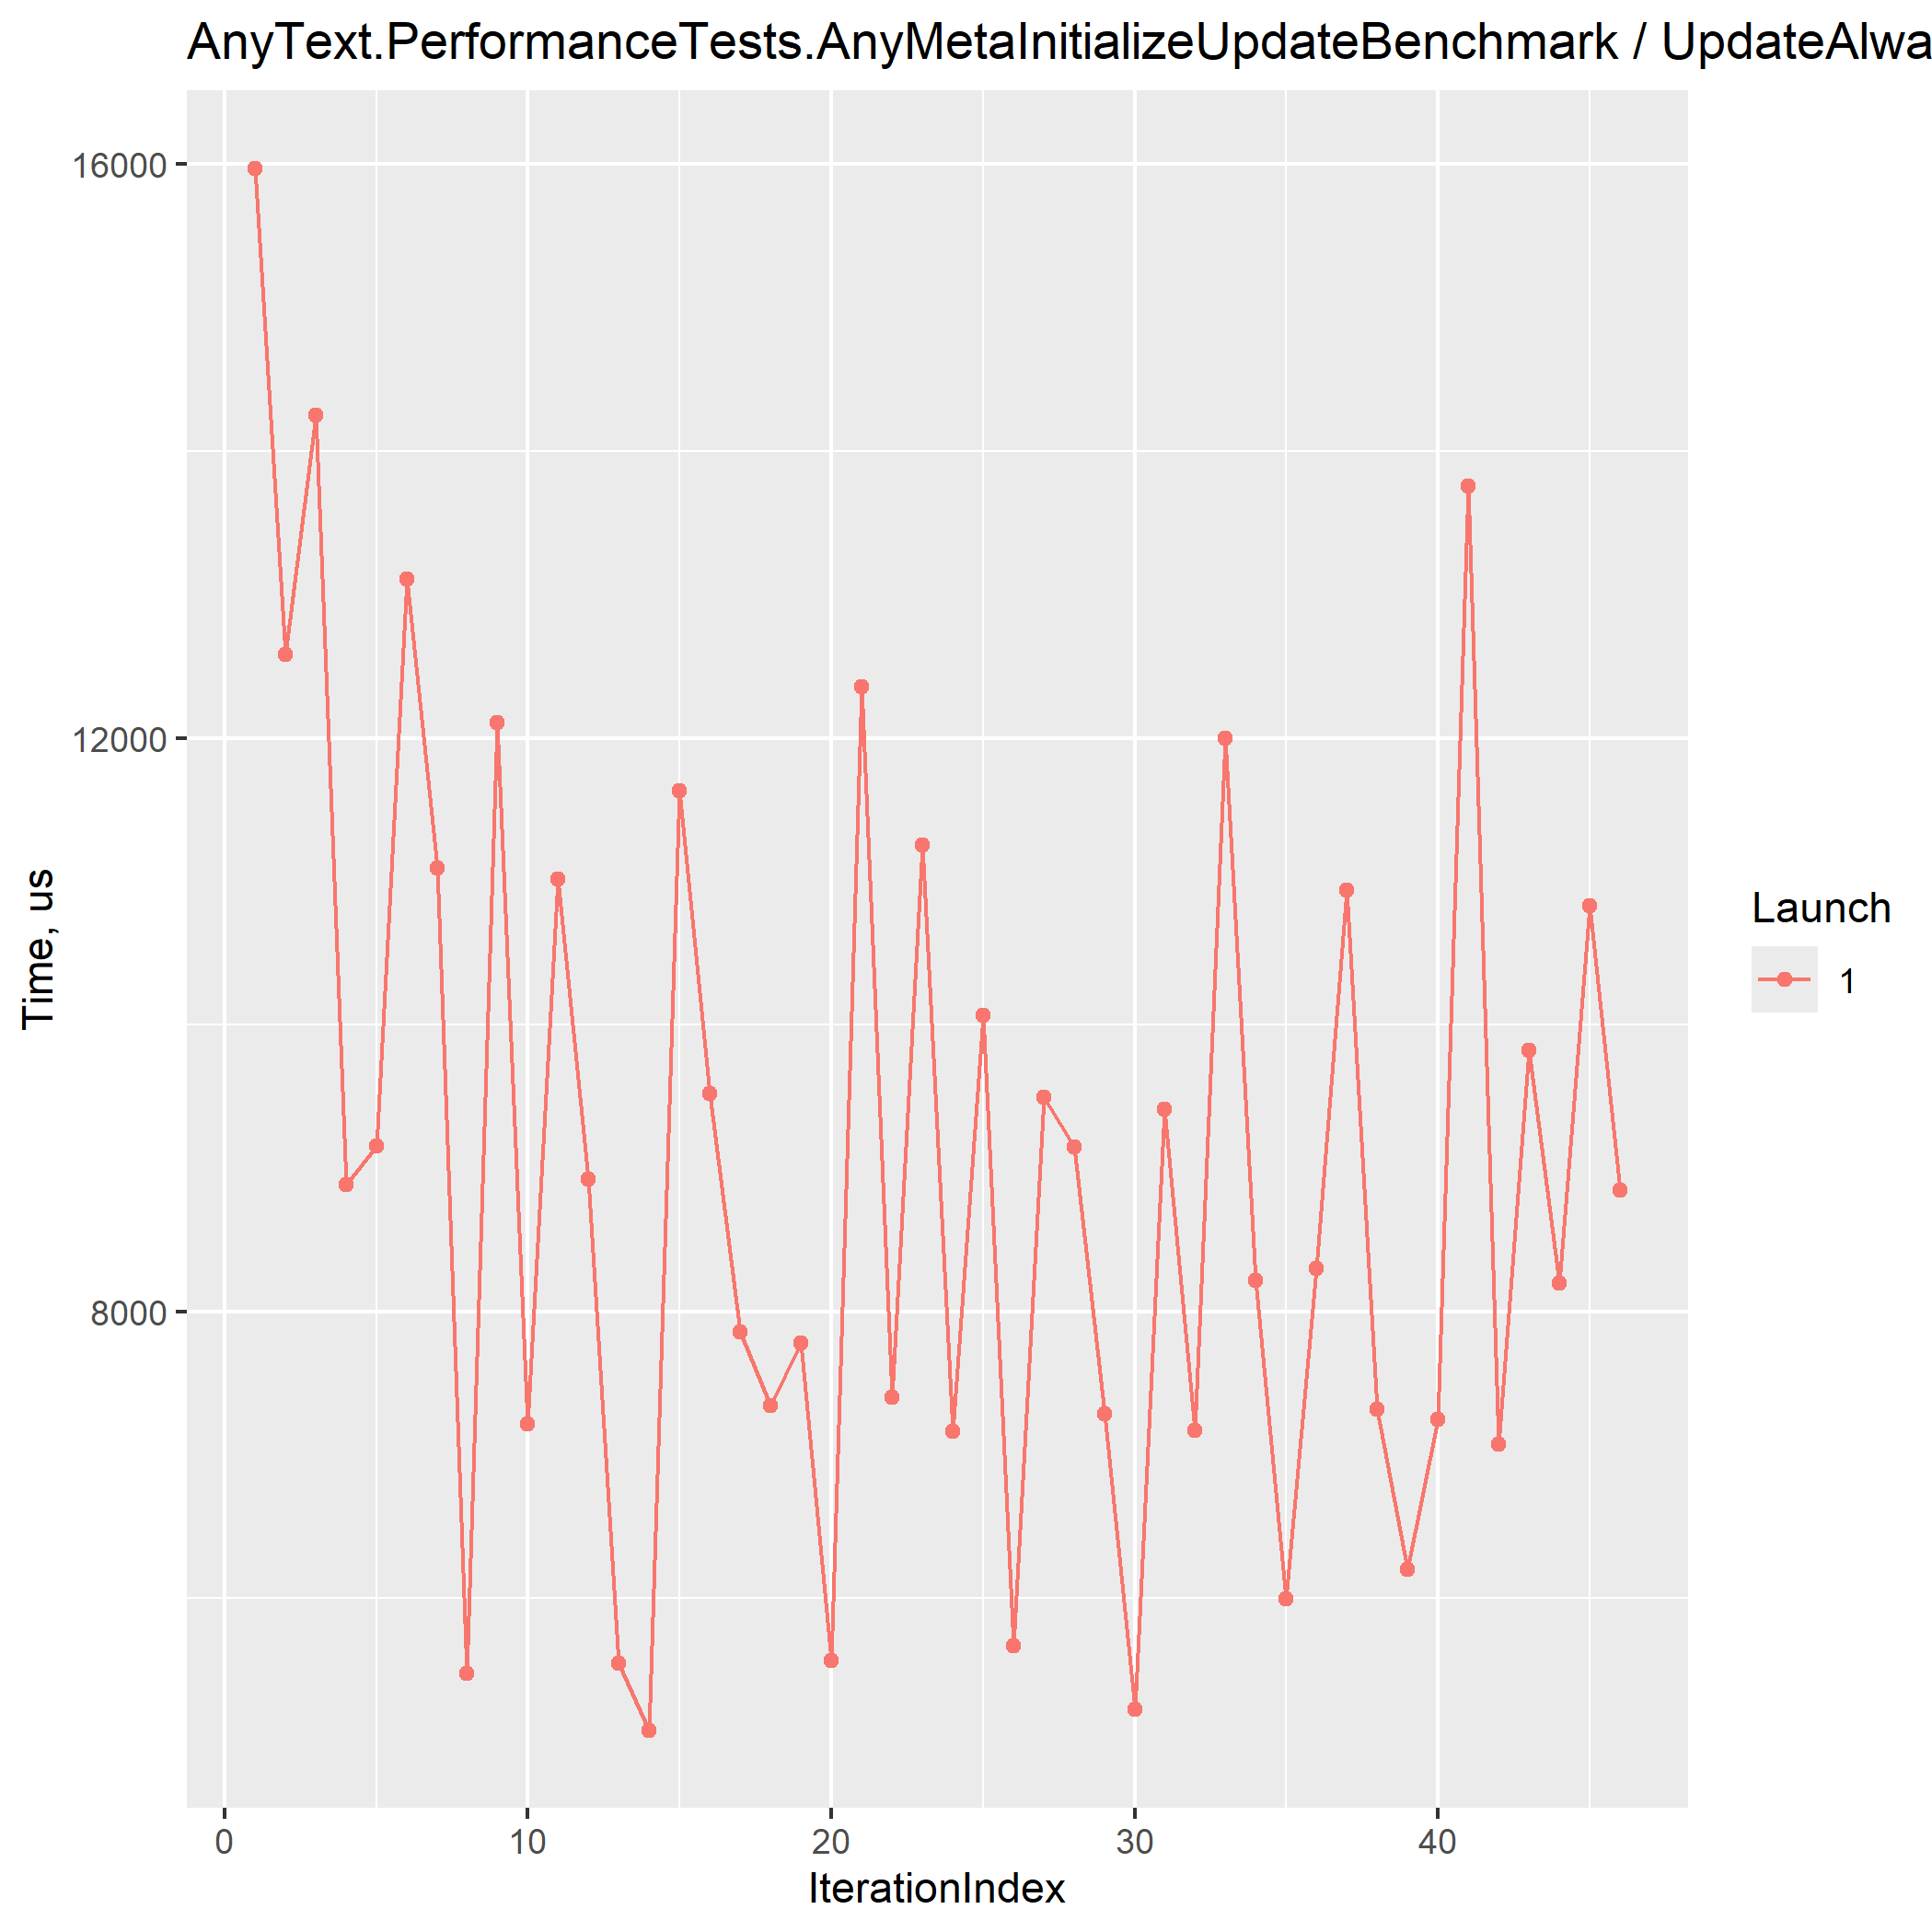 AnyText.PerformanceTests.AnyMetaInitializeUpdateBenchmark / UpdateAlwa
16000
12000
8000
Time, us
0 10 20 30 40
IterationIndex
Launch
1